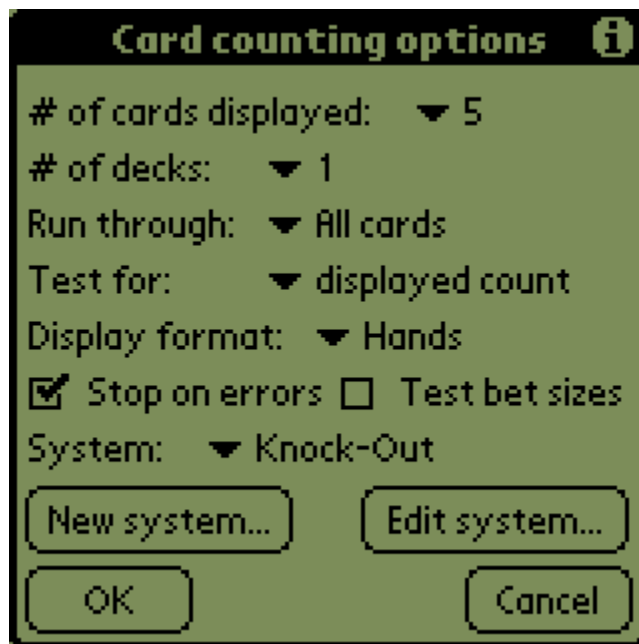 Card counting options i
# of cards displayed: 5
# of decks: 1
Run through: All cards
Test for: displayed count
Display format: Hands
Stop on errors Test bet sizes
System: Knock-Out
New system... Edit system...
OK Cancel